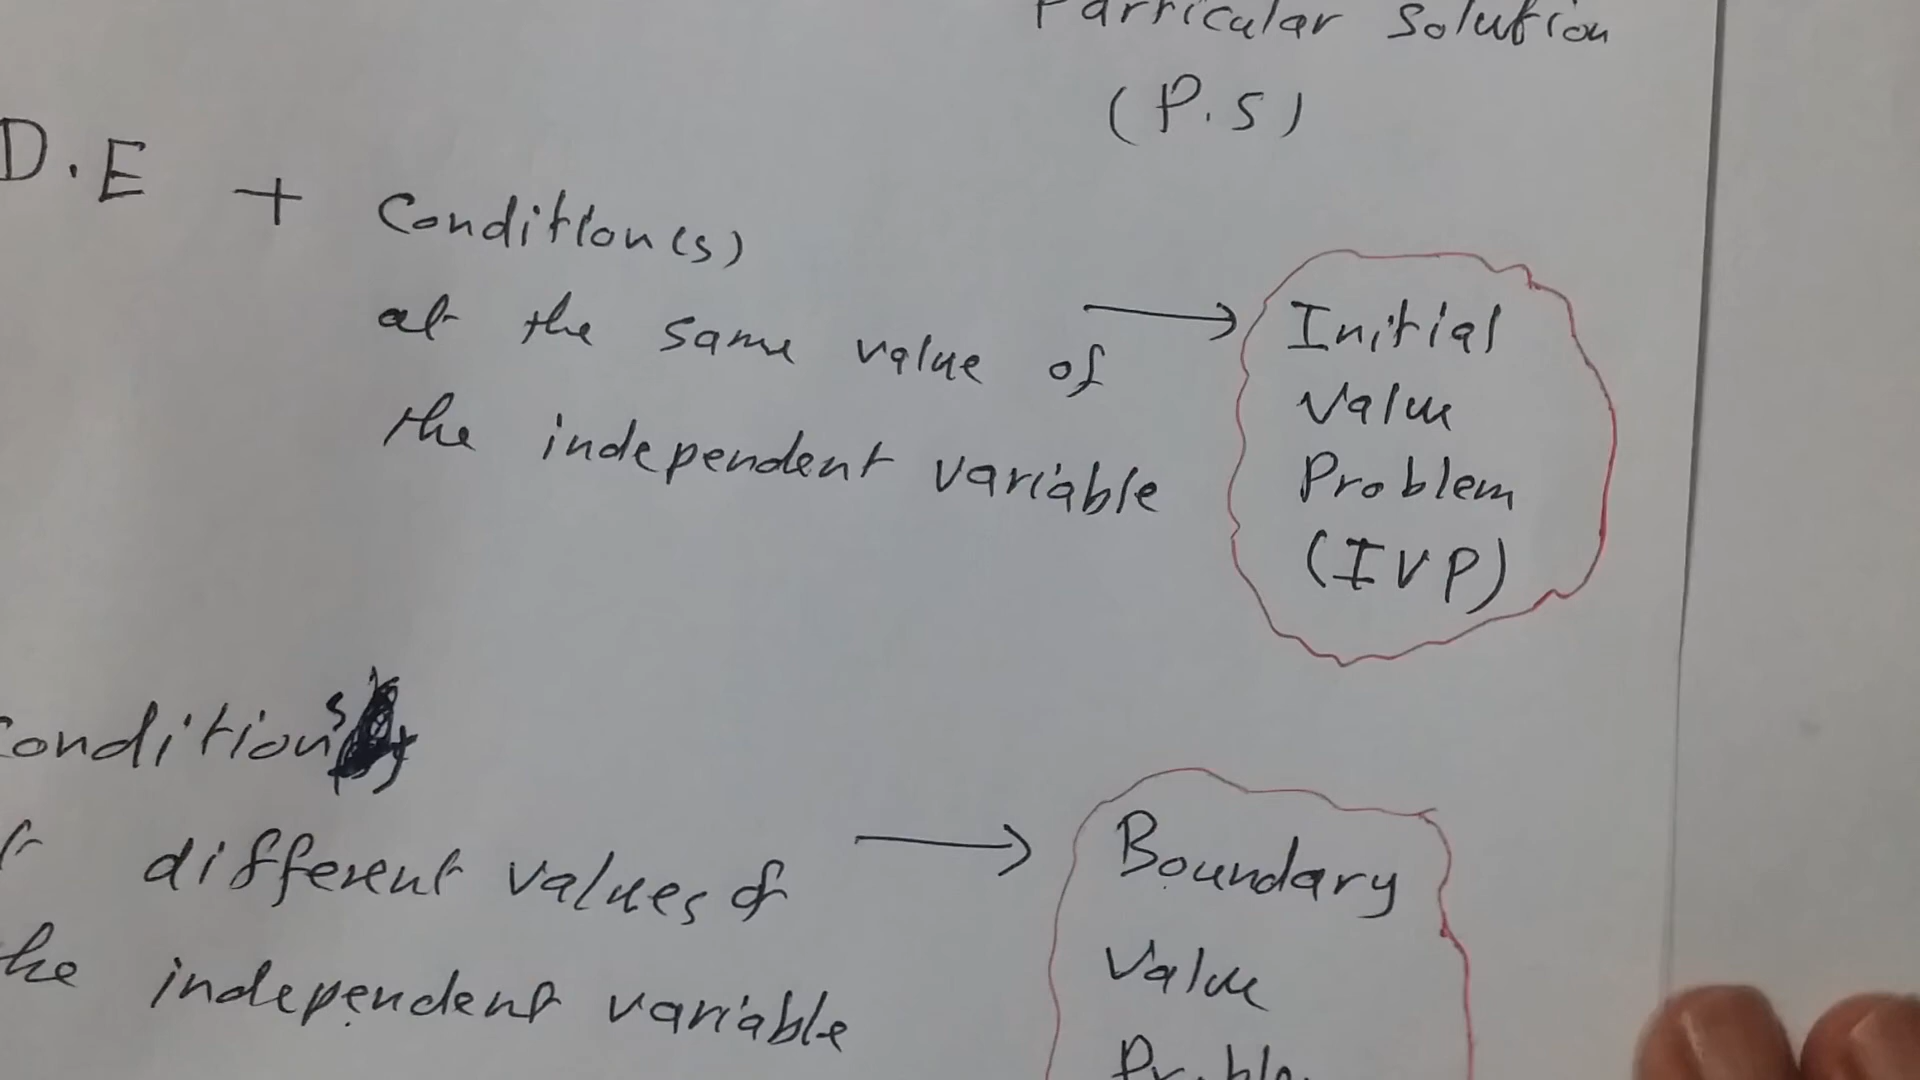 Particular Solution
(P.S)
D.E + Condition(s)
at the same value of
the independent variable
Initial
Value
Problem
(IVP)
conditions
different values of
the independent variable
Boundary
Value
Problem